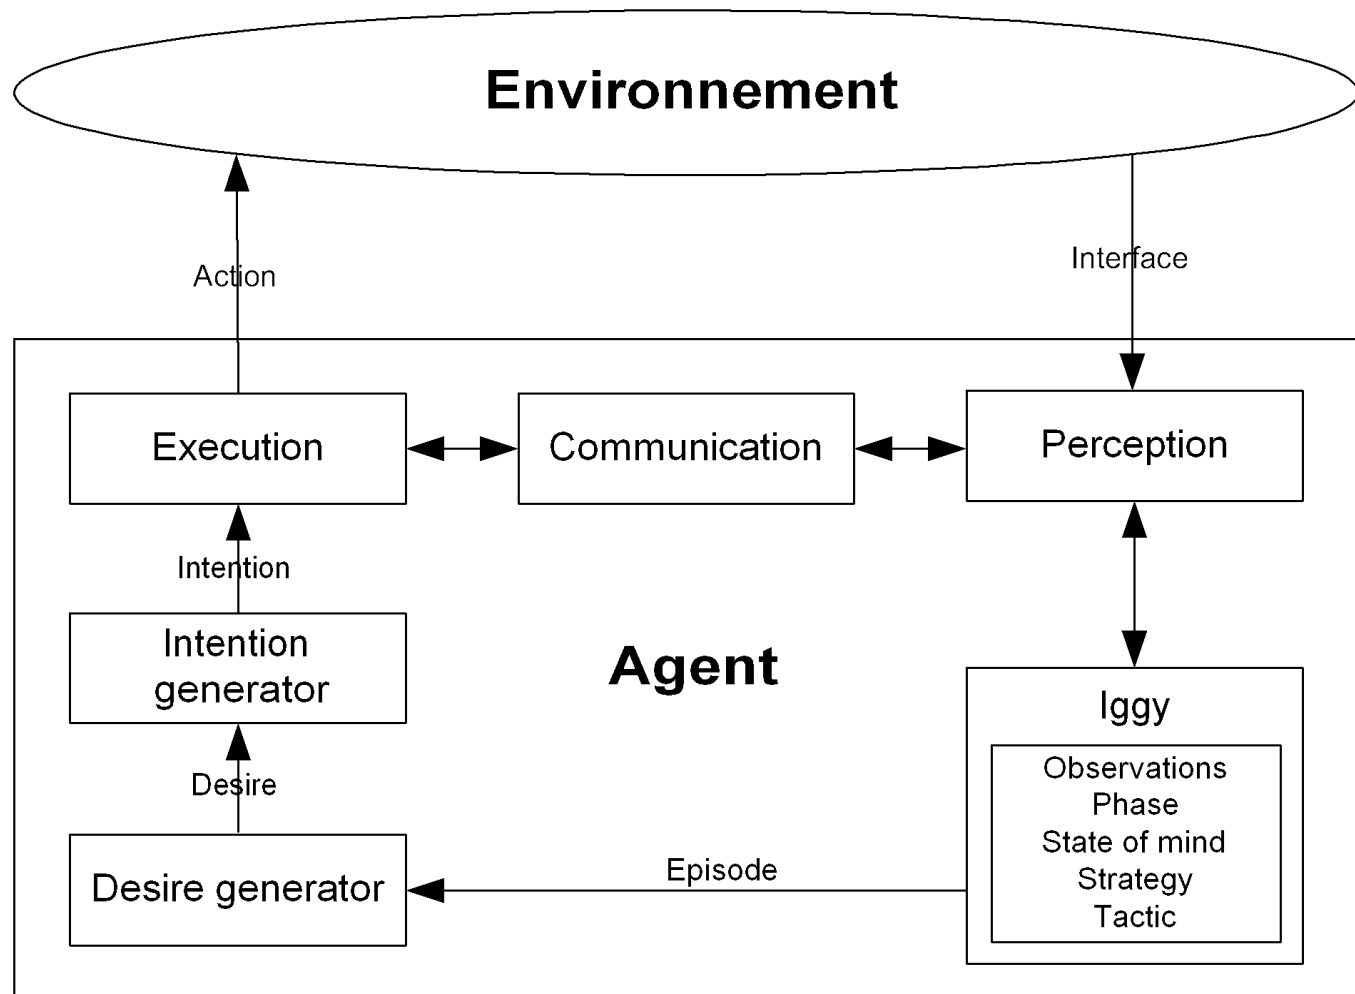 Environnement
Action
Interface
Execution
Communication
Perception
Intention
Intention
generator
Agent
Iggy
Observations
Phase
State of mind
Strategy
Tactic
Desire
Desire generator
Episode